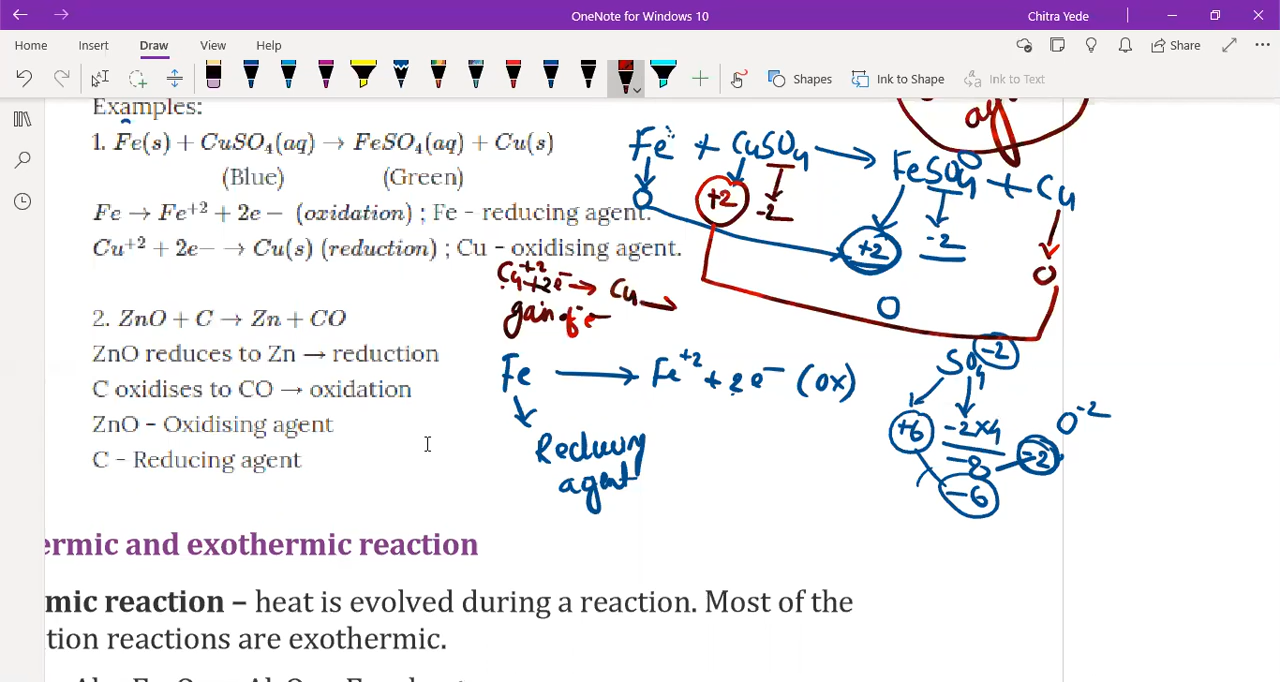 OneNote for Windows 10
Chitra Yede
Home Insert Draw View Help
Share
Shapes Ink to Shape Ink to Text
Examples:
1. Fe(s) + CuSO₄(aq) → FeSO₄(aq) + Cu(s)
(Blue) (Green)
Fe → Fe⁺² + 2e − (oxidation) ; Fe - reducing agent.
Cu⁺² + 2e− → Cu(s) (reduction) ; Cu - oxidising agent.
2. ZnO + C → Zn + CO
ZnO reduces to Zn → reduction
C oxidises to CO → oxidation
ZnO - Oxidising agent
C - Reducing agent
Fe + CuSO₄ → FeSO₄ + Cu
0 +2 -2 +2 -2 0
Cu⁺² + 2e⁻ → Cu →
gain of e⁻
0
Fe → Fe⁺² + 2e⁻ (OX)
Reducing
agent
SO₄ -2
+6 -2x4 O⁻²
-8 -2
-6
ermic and exothermic reaction
mic reaction – heat is evolved during a reaction. Most of the
tion reactions are exothermic.